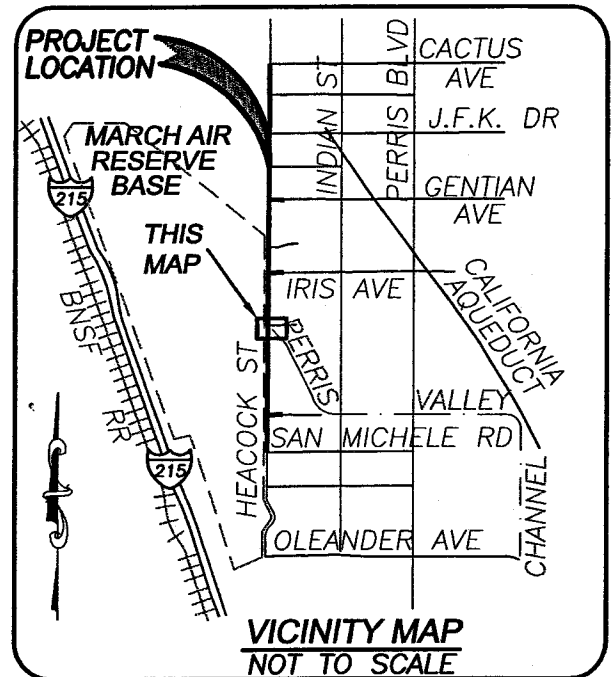 PROJECT
LOCATION
CACTUS
AVE
INDIAN ST
PERRIS BLVD
J.F.K. DR
MARCH AIR
RESERVE
BASE
215
GENTIAN
AVE
THIS
MAP
IRIS AVE
CALIFORNIA
AQUEDUCT
BNSF RR
HEACOCK ST
PERRIS
VALLEY
CHANNEL
SAN MICHELE RD
215
OLEANDER AVE
VICINITY MAP
NOT TO SCALE